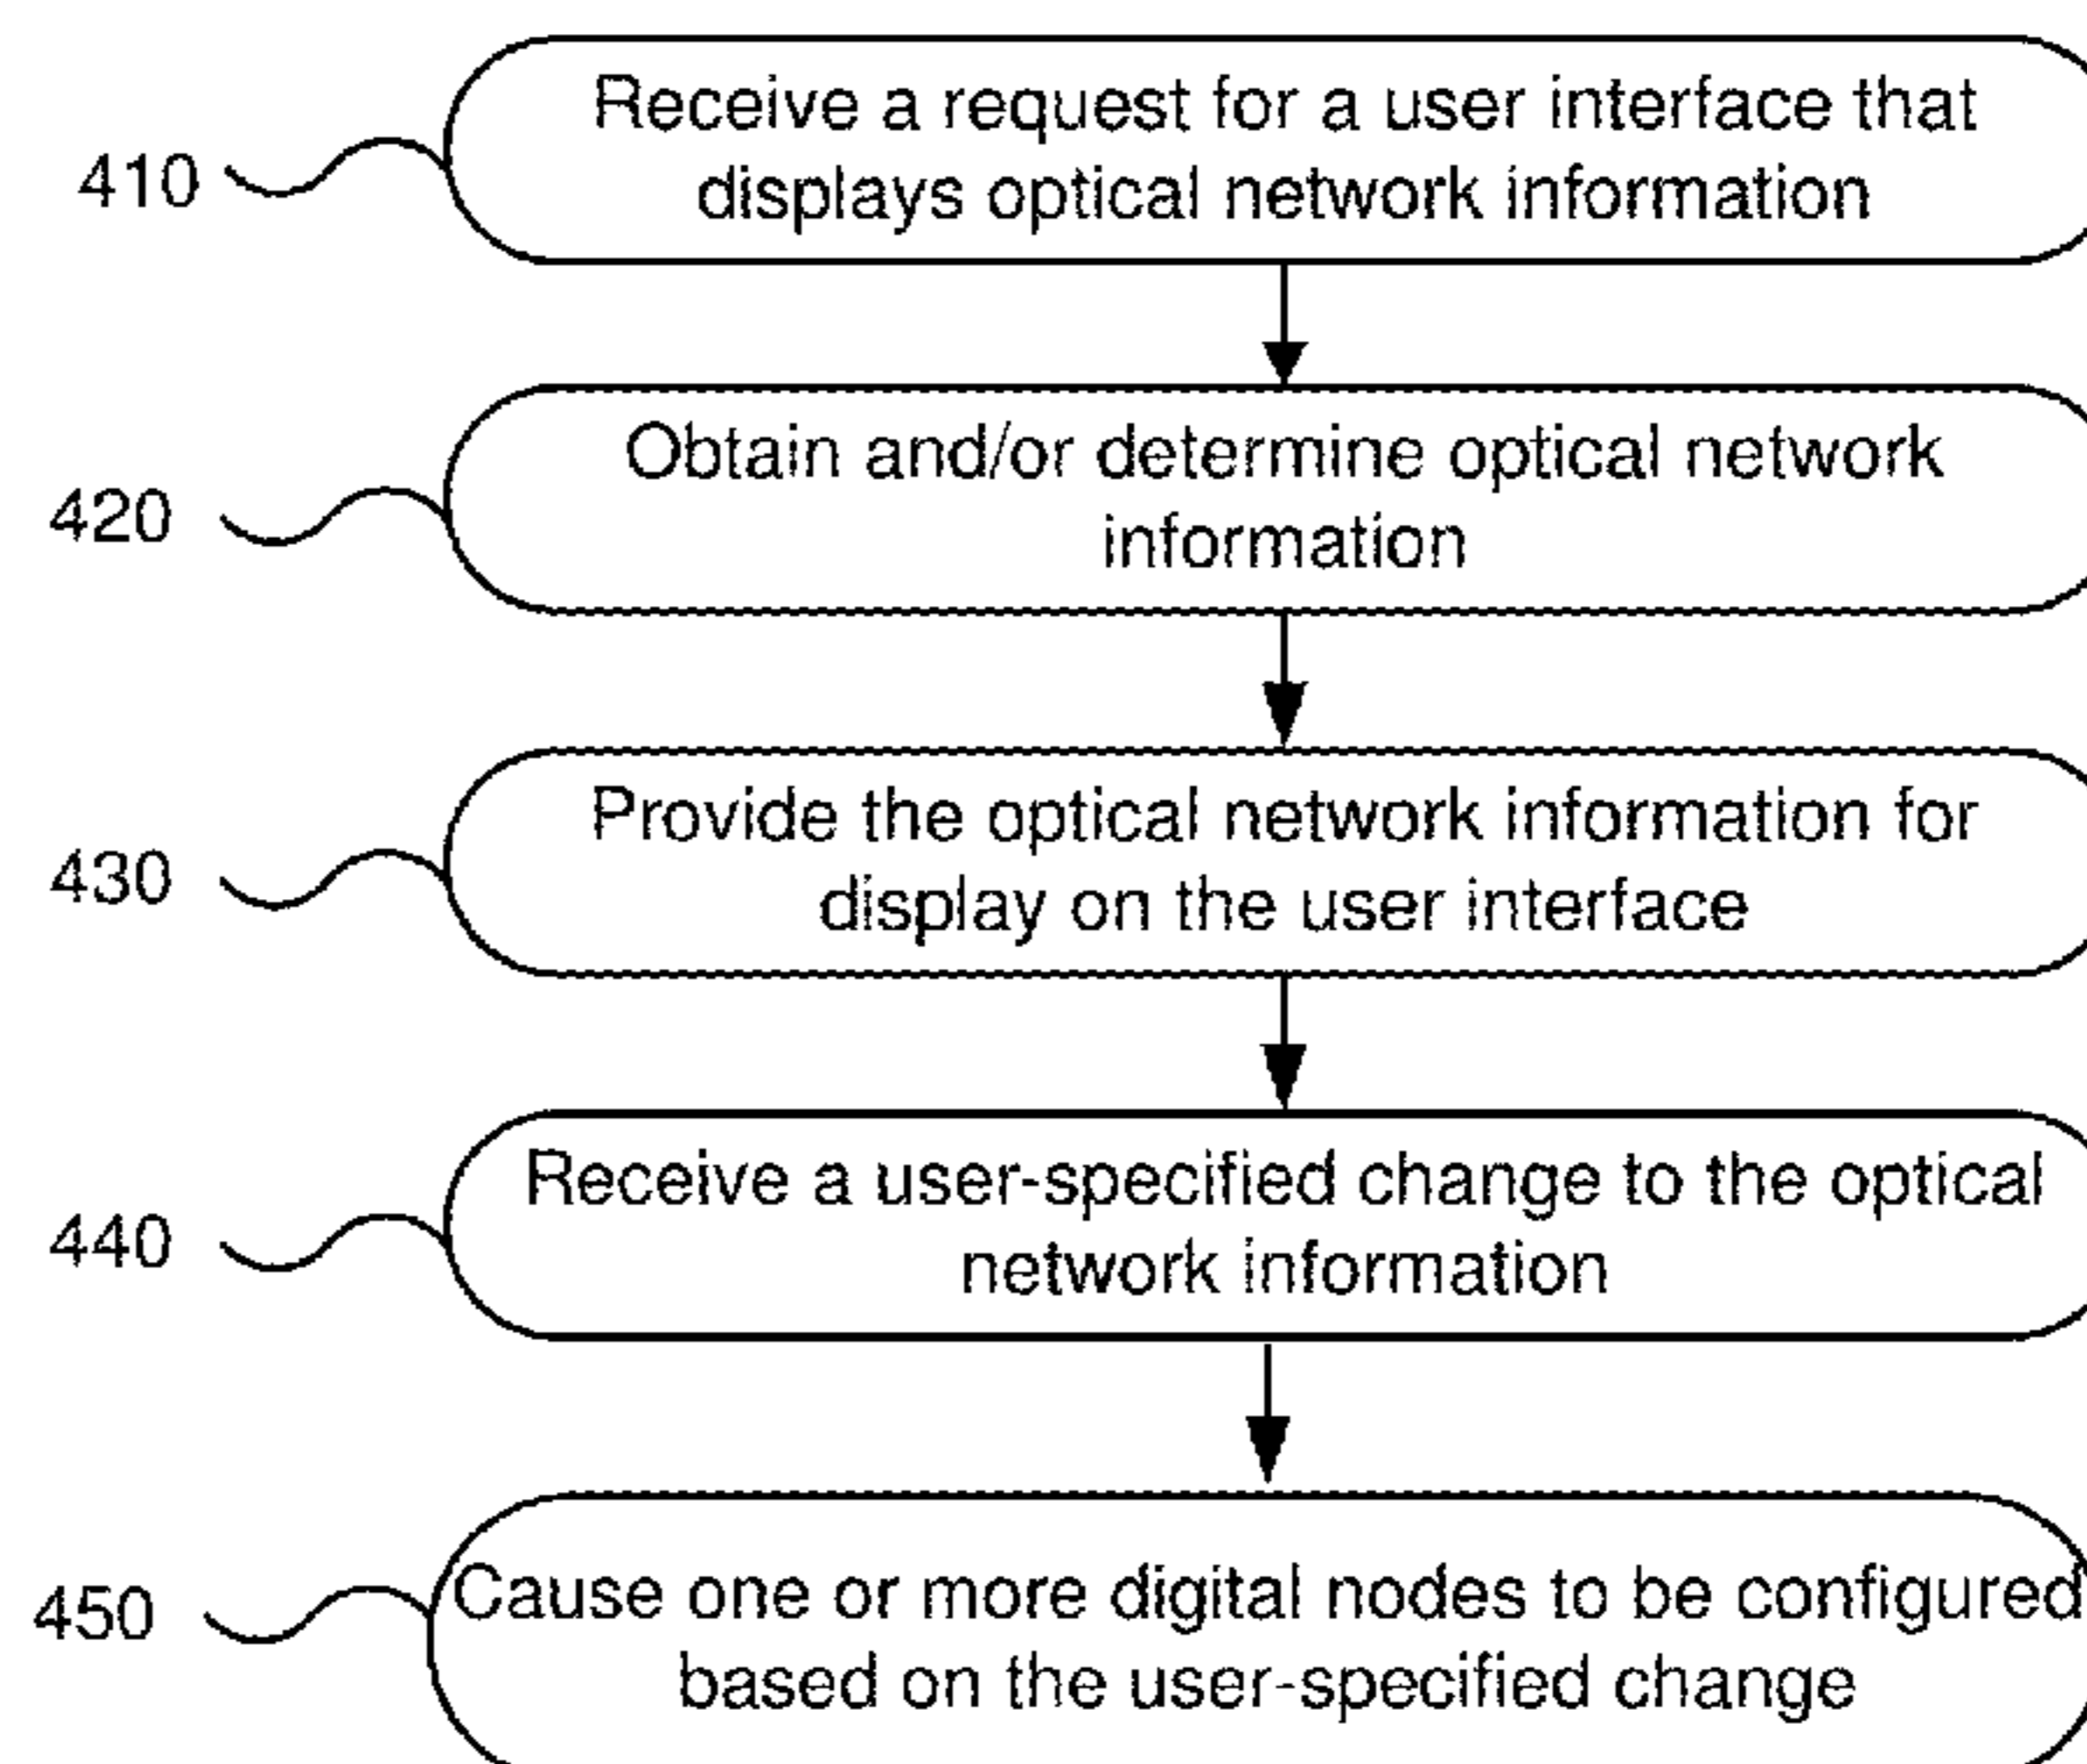 Receive a request for a user interface that
displays optical network information
410
Obtain and/or determine optical network
information
420
Provide the optical network information for
display on the user interface
430
Receive a user-specified change to the optical
network information
440
Cause one or more digital nodes to be configured
based on the user-specified change
450